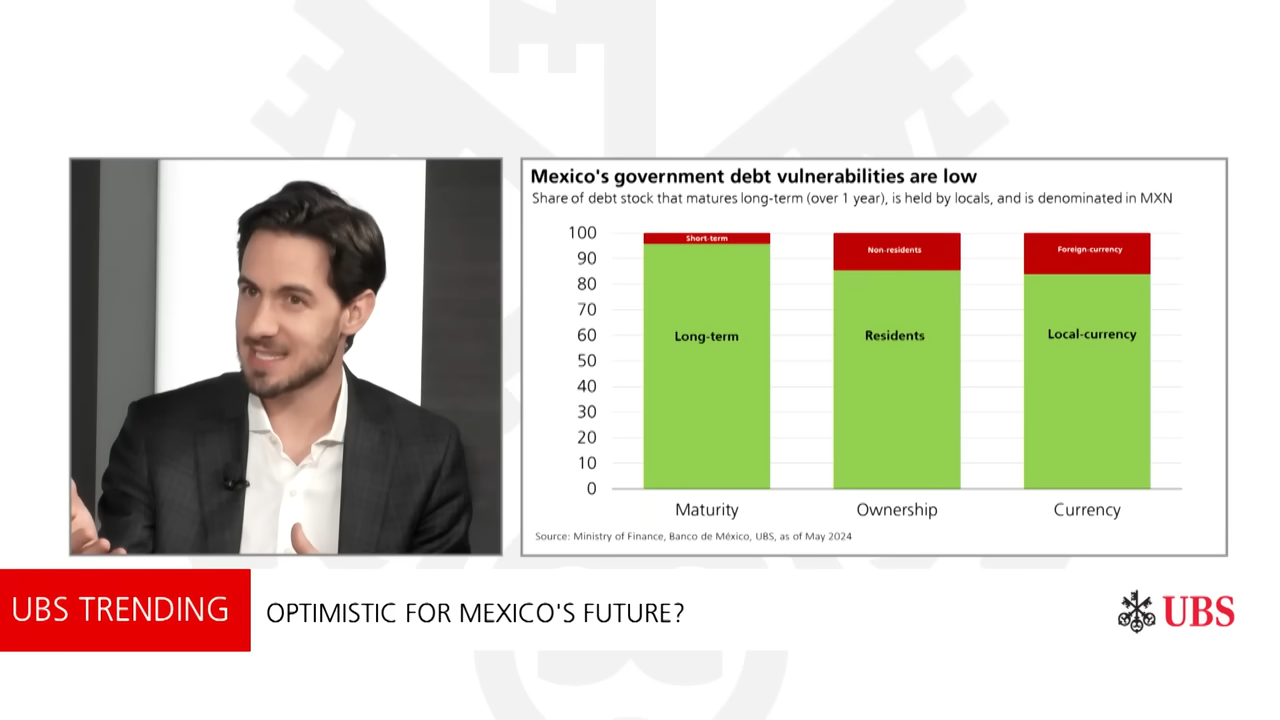 Mexico's government debt vulnerabilities are low
Share of debt stock that matures long-term (over 1 year), is held by locals, and is denominated in MXN
100
90
80
70
60
50
40
30
20
10
0
Short-term
Non-residents
Foreign-currency
Long-term
Residents
Local-currency
Maturity
Ownership
Currency
Source: Ministry of Finance, Banco de México, UBS, as of May 2024
UBS TRENDING
OPTIMISTIC FOR MEXICO'S FUTURE?
UBS